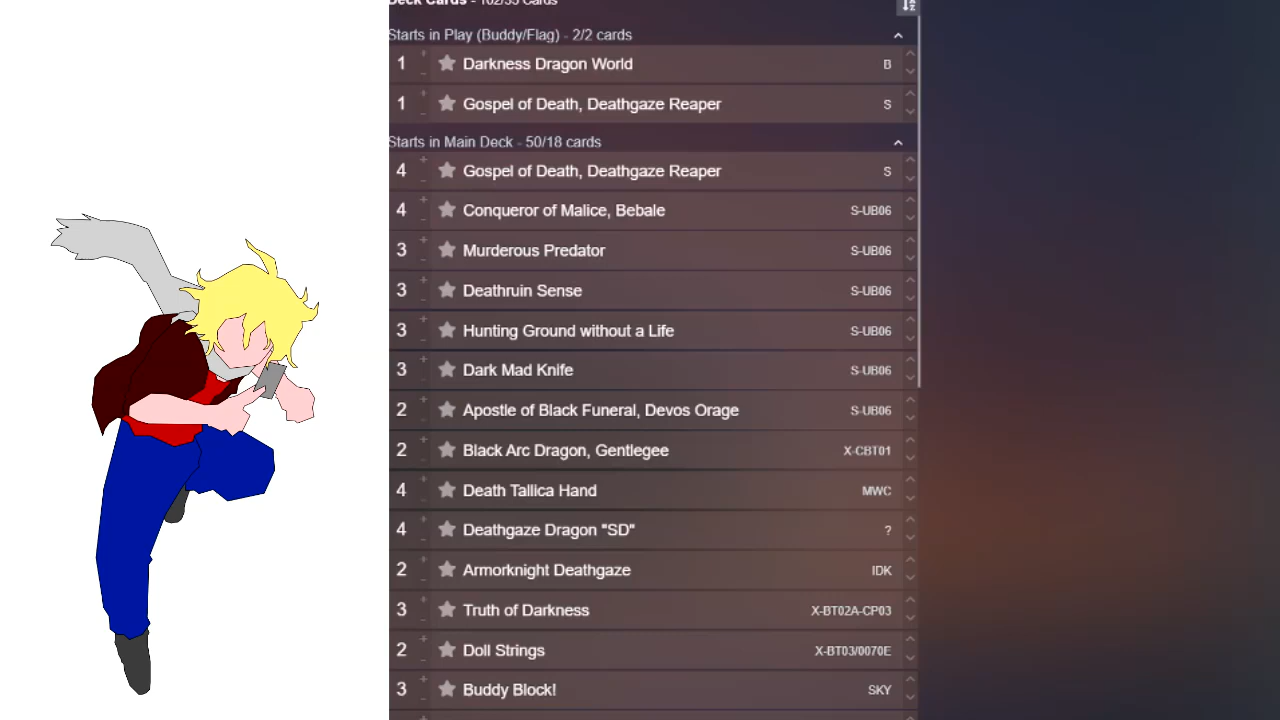 Deck Cards - 102/55 Cards
Starts in Play (Buddy/Flag) - 2/2 cards
1 Darkness Dragon World B
1 Gospel of Death, Deathgaze Reaper S
Starts in Main Deck - 50/18 cards
4 Gospel of Death, Deathgaze Reaper S
4 Conqueror of Malice, Bebale S-UB06
3 Murderous Predator S-UB06
3 Deathruin Sense S-UB06
3 Hunting Ground without a Life S-UB06
3 Dark Mad Knife S-UB06
2 Apostle of Black Funeral, Devos Orage S-UB06
2 Black Arc Dragon, Gentlegee X-CBT01
4 Death Tallica Hand MWC
4 Deathgaze Dragon "SD" ?
2 Armorknight Deathgaze IDK
3 Truth of Darkness X-BT02A-CP03
2 Doll Strings X-BT03/0070E
3 Buddy Block! SKY